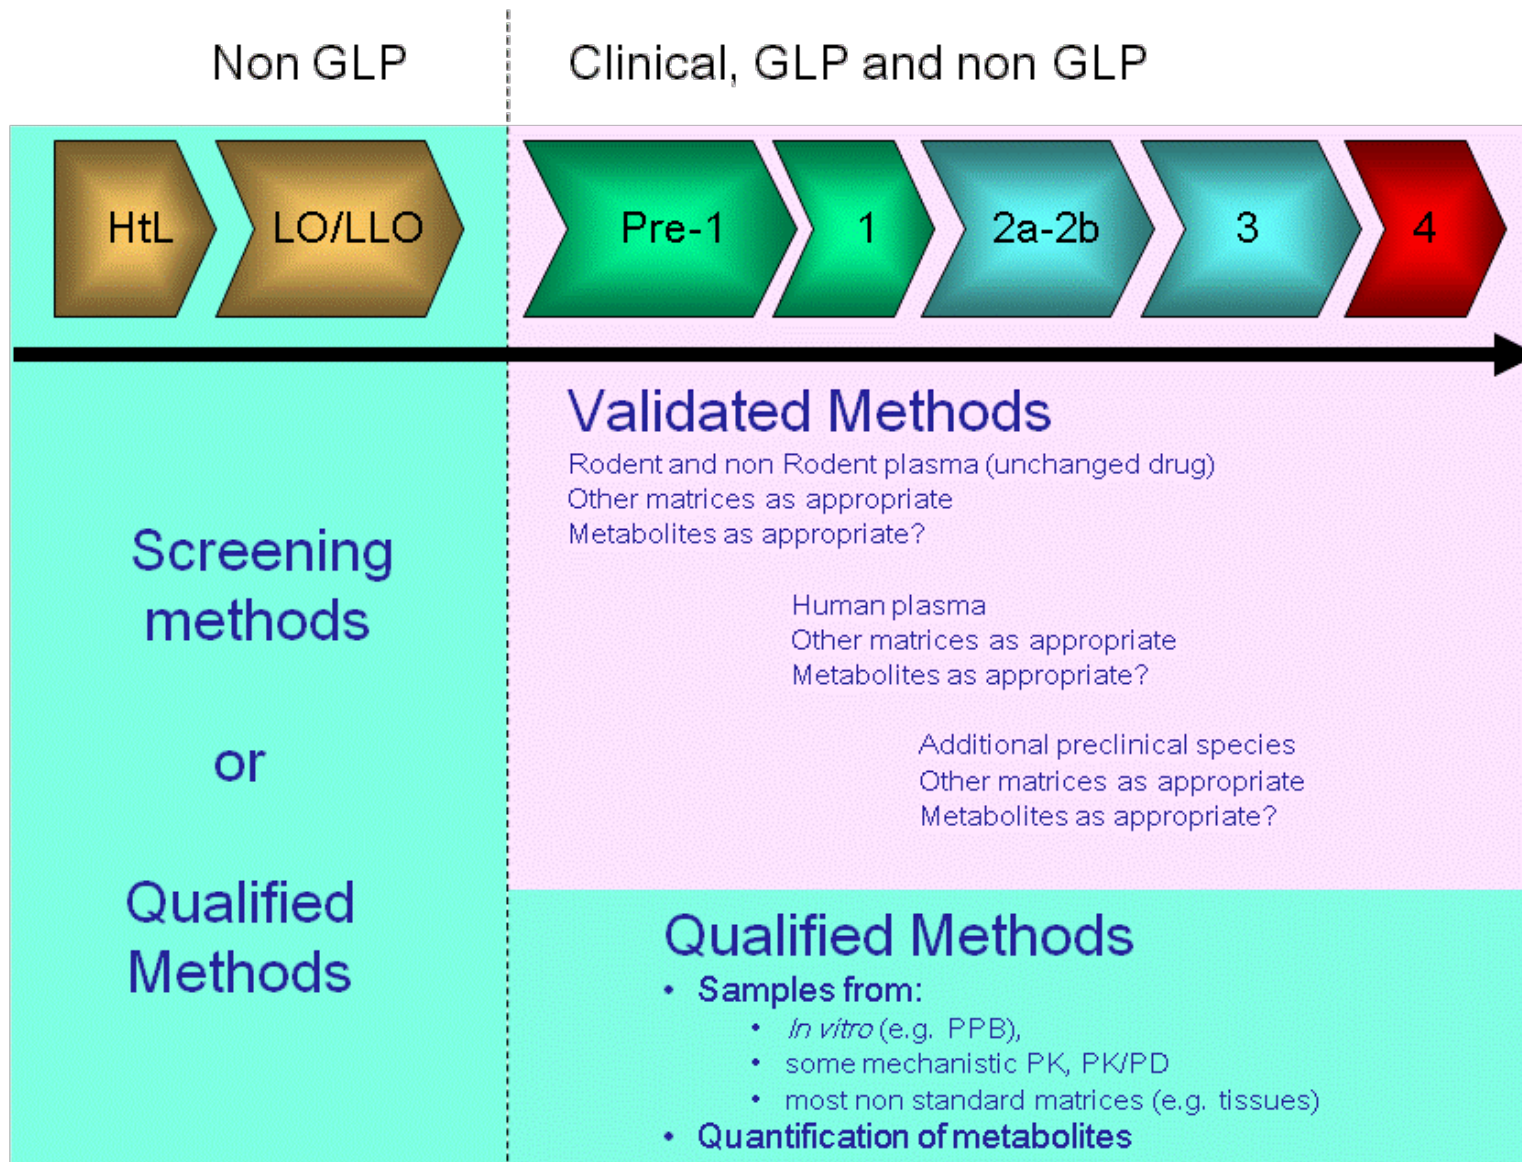 Non GLP
Clinical, GLP and non GLP
HtL
LO/LLO
Pre-1
1
2a-2b
3
4
Screening
methods
or
Qualified
Methods
Validated Methods
Rodent and non Rodent plasma (unchanged drug)
Other matrices as appropriate
Metabolites as appropriate?
Human plasma
Other matrices as appropriate
Metabolites as appropriate?
Additional preclinical species
Other matrices as appropriate
Metabolites as appropriate?
Qualified Methods
• Samples from:
• In vitro (e.g. PPB),
• some mechanistic PK, PK/PD
• most non standard matrices (e.g. tissues)
• Quantification of metabolites